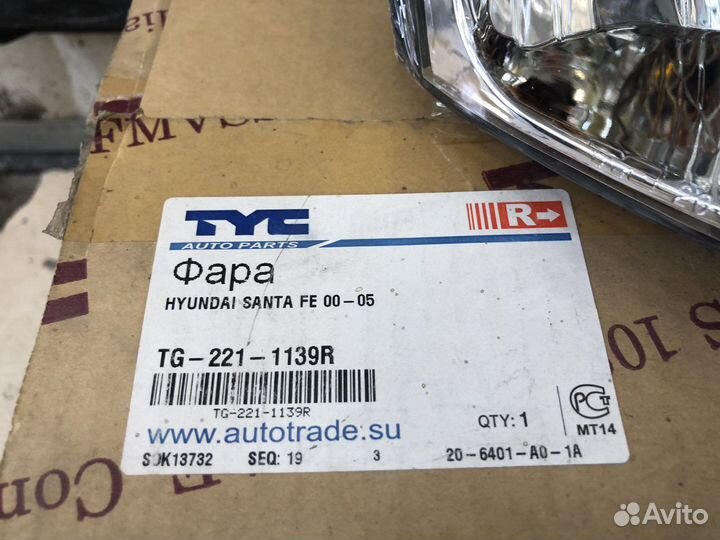 TYC
AUTO PARTS
R
Фара
HYUNDAI SANTA FE 00-05
TG-221-1139R
TG-221-1139R
QTY: 1
МТ14
www.autotrade.su
SEQ: 19
3
20-6401-A0-1A
Avito